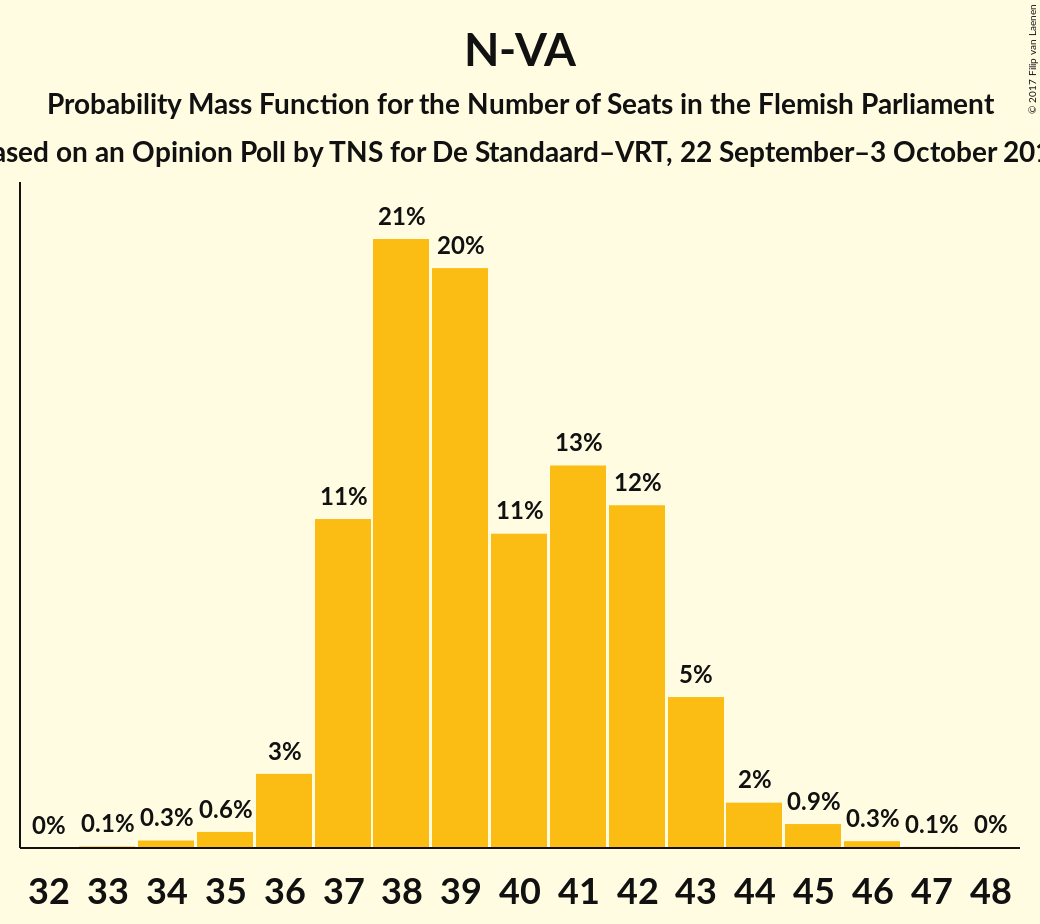 N-VA
Probability Mass Function for the Number of Seats in the Flemish Parliament
on an Opinion Poll by TNS for De Standaard–VRT, 22 September–3 October
© 2017 Filip van Laenen
0% 0.1% 0.3% 0.6% 3% 11% 21% 20% 11% 13% 12% 5% 2% 0.9% 0.3% 0.1% 0%
32 33 34 35 36 37 38 39 40 41 42 43 44 45 46 47 48